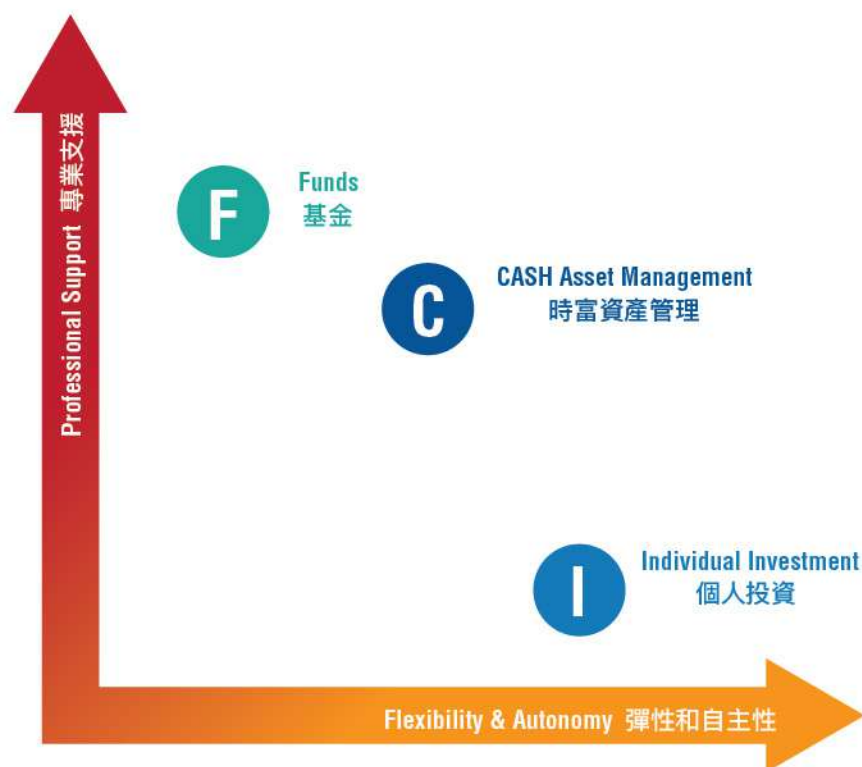 Professional Support 專業支援
F
Funds
基金
C
CASH Asset Management
時富資產管理
I
Individual Investment
個人投資
Flexibility & Autonomy 彈性和自主性